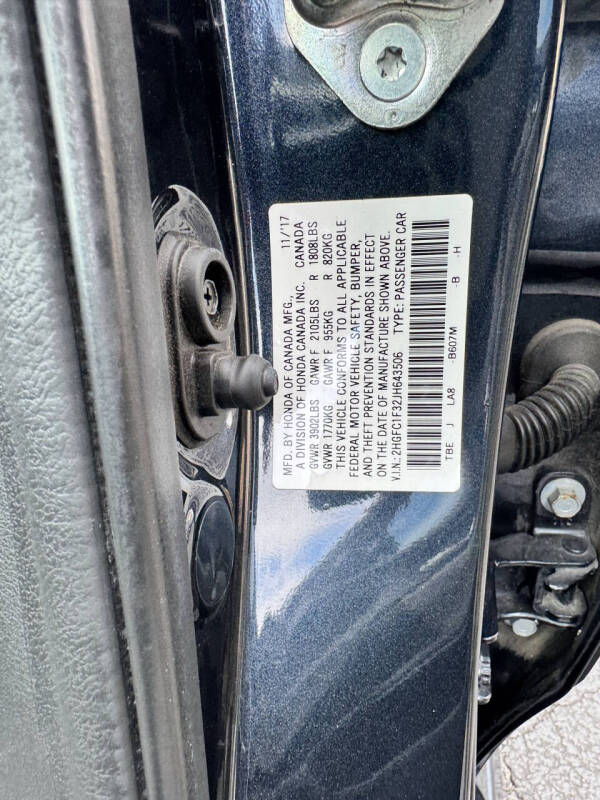 MFD. BY HONDA OF CANADA MFG., 11/'17
A DIVISION OF HONDA CANADA INC. CANADA
GVWR 3902LBS GAWR F 2105LBS R 1808LBS
GVWR 1770KG GAWR F 955KG R 820KG
THIS VEHICLE CONFORMS TO ALL APPLICABLE
FEDERAL MOTOR VEHICLE SAFETY, BUMPER,
AND THEFT PREVENTION STANDARDS IN EFFECT
ON THE DATE OF MANUFACTURE SHOWN ABOVE.
V.I.N.: 2HGFC1F32JH643506 TYPE: PASSENGER CAR
TBE J LA8 -B607M -B -H